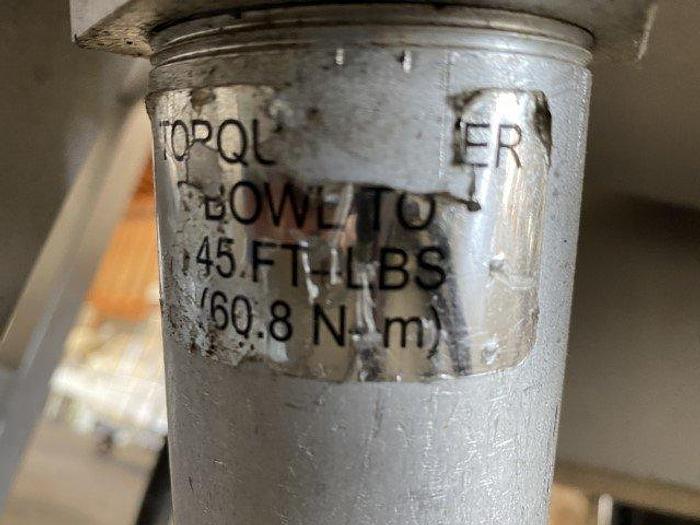 TORQU ER
BOWL TO
45 FT-LBS
(60.8 N-m)